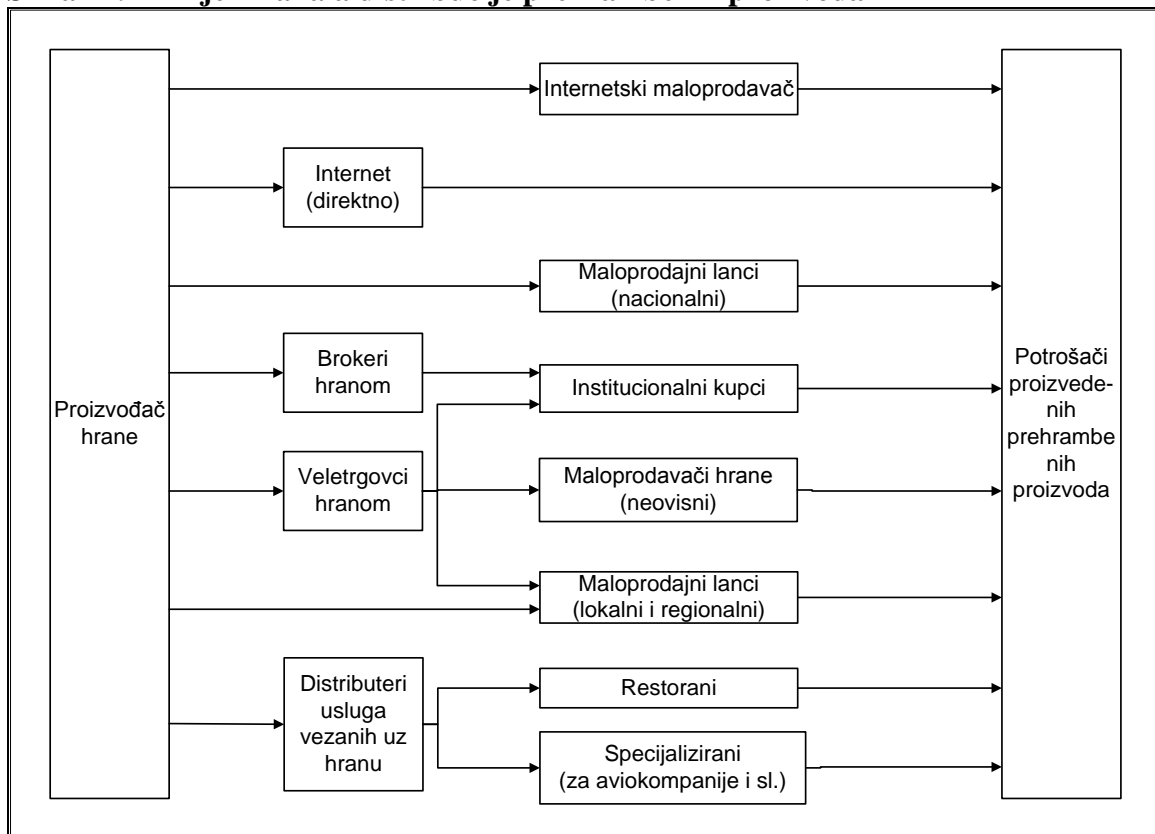 Internetski maloprodavač
Internet
(direktno)
Maloprodajni lanci
(nacionalni)
Brokeri
hranom
Institucionalni kupci
Proizvođač
hrane
Potrošači
proizvede-
nih
prehrambe
nih
proizvoda
Veletrgovci
hranom
Maloprodavači hrane
(neovisni)
Maloprodajni lanci
(lokalni i regionalni)
Distributeri
usluga
vezanih uz
hranu
Restorani
Specijalizirani
(za aviokompanije i sl.)